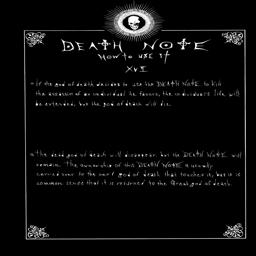 DEATH NOTE
HOW TO USE IT
XVI
If the god of death decides to use the DEATH NOTE to kill
the assassin of an individual he favors, the individual's life will
be extended, but the god of death will die.
The dead god of death will disappear, but the DEATH NOTE will
remain. The ownership of this DEATH NOTE is usually
carried over to the next god of death that touches it, but it is
common sense that it is returned to the Great god of death.